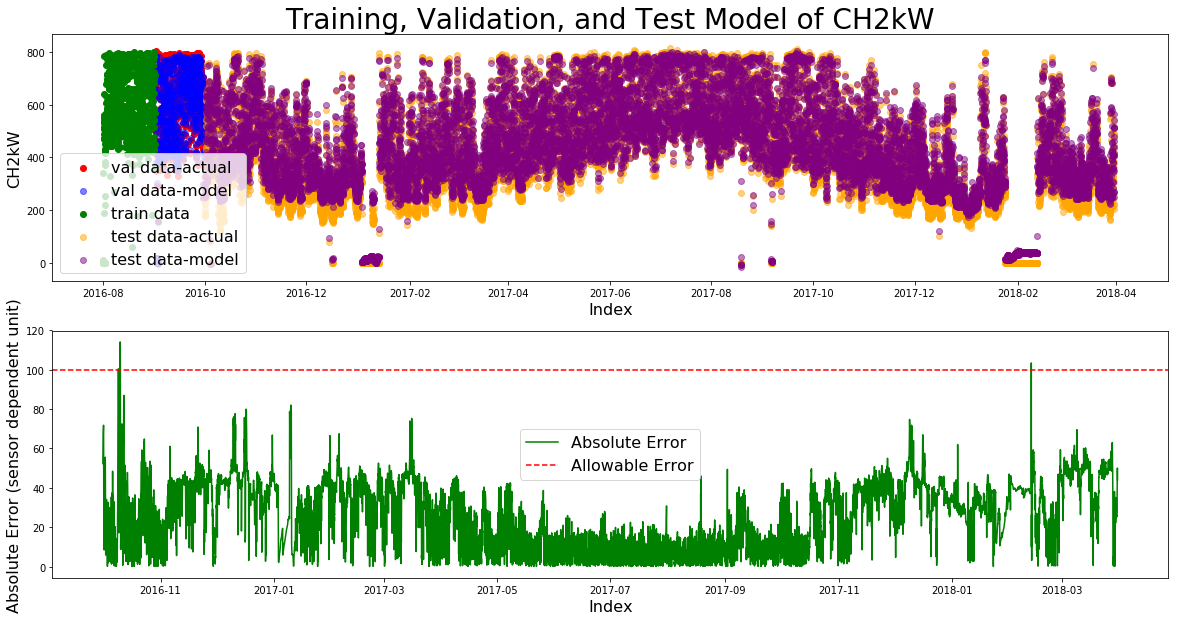 Training, Validation, and Test Model of CH2kW
CH2kW
800
600
400
200
0
val data-actual
val data-model
train data
test data-actual
test data-model
2016-08 2016-10 2016-12 2017-02 2017-04 2017-06 2017-08 2017-10 2017-12 2018-02 2018-04
Index
Absolute Error (sensor dependent unit)
120
100
80
60
40
20
0
Absolute Error
Allowable Error
2016-11 2017-01 2017-03 2017-05 2017-07 2017-09 2017-11 2018-01 2018-03
Index